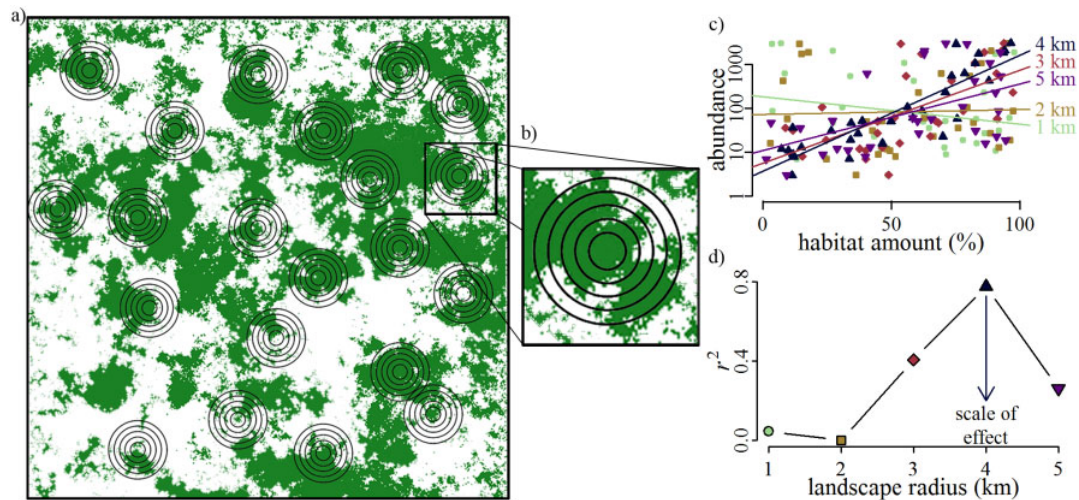 a)
b)
c)
abundance
1000
100
10
1
4 km
3 km
5 km
2 km
1 km
0
50
100
habitat amount (%)
d)
r²
0.8
0.4
0.0
scale of
effect
1
2
3
4
5
landscape radius (km)